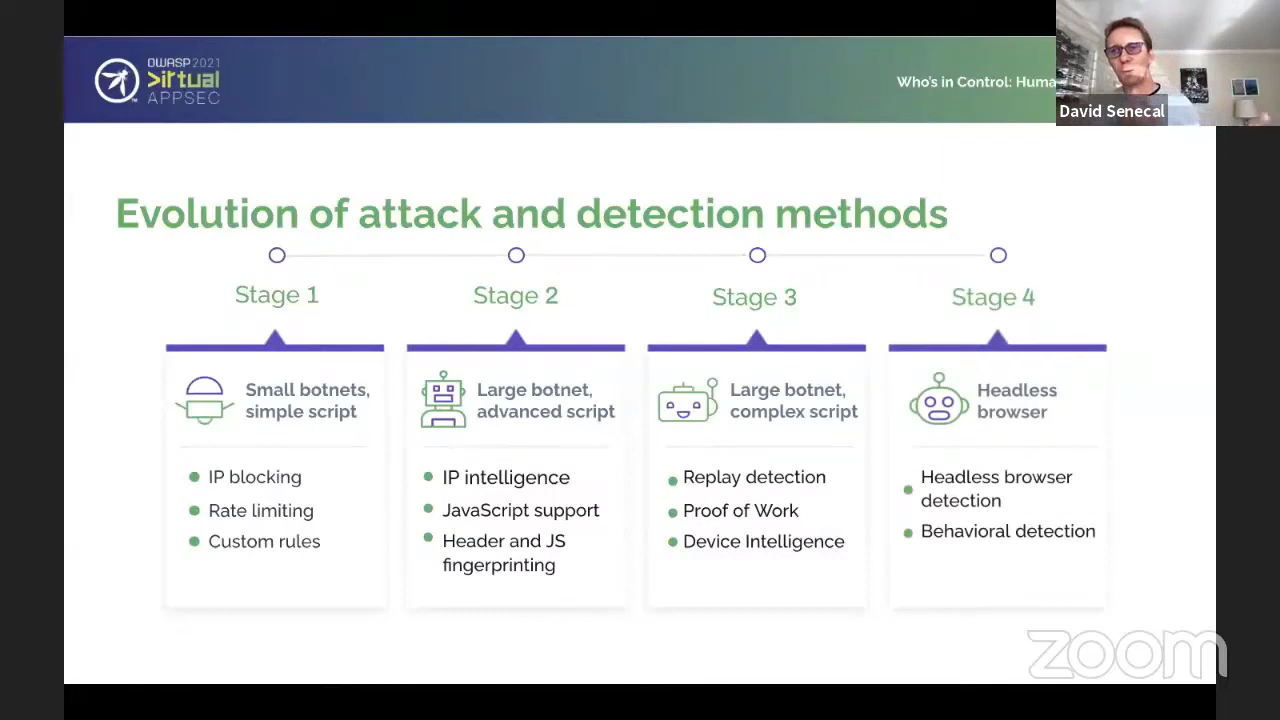 OWASP 2021
Virtual
APPSEC
Who's in Control: Huma
David Senecal
Evolution of attack and detection methods
Stage 1
Stage 2
Stage 3
Stage 4
Small botnets,
simple script
IP blocking
Rate limiting
Custom rules
Large botnet,
advanced script
IP intelligence
JavaScript support
Header and JS
fingerprinting
Large botnet,
complex script
Replay detection
Proof of Work
Device Intelligence
Headless
browser
Headless browser
detection
Behavioral detection
zoom